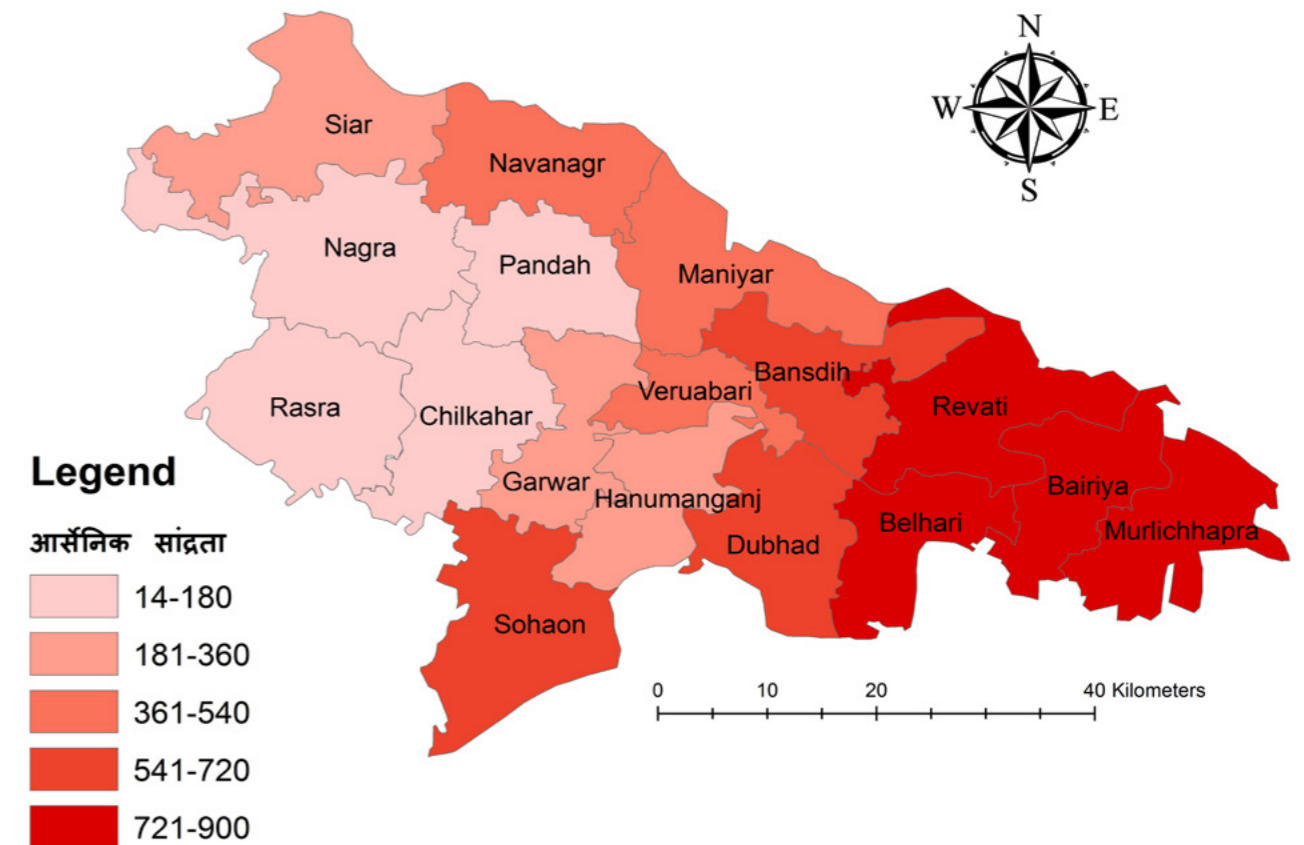 N
W E
S
Siar
Navanagr
Nagra
Pandah
Maniyar
Bansdih
Veruabari
Rasra
Chilkahar
Revati
Garwar
Hanumanganj
Bairiya
Belhari
Dubhad
Murlichhapra
Sohaon
0 10 20 40 Kilometers
Legend
आर्सेनिक सांद्रता
14-180
181-360
361-540
541-720
721-900